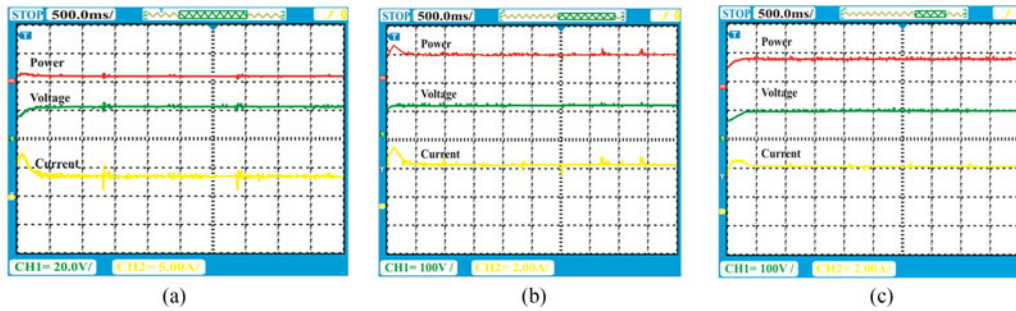 STOP 500.0ms/
T
Power
Voltage
Current
CH1= 20.0V/ CH2= 5.00A/
(a)
STOP 500.0ms/
T
Power
Voltage
Current
CH1= 100V/ CH2= 2.00A/
(b)
STOP 500.0ms/
T
Power
Voltage
Current
CH1= 100V/ CH2= 2.00A/
(c)